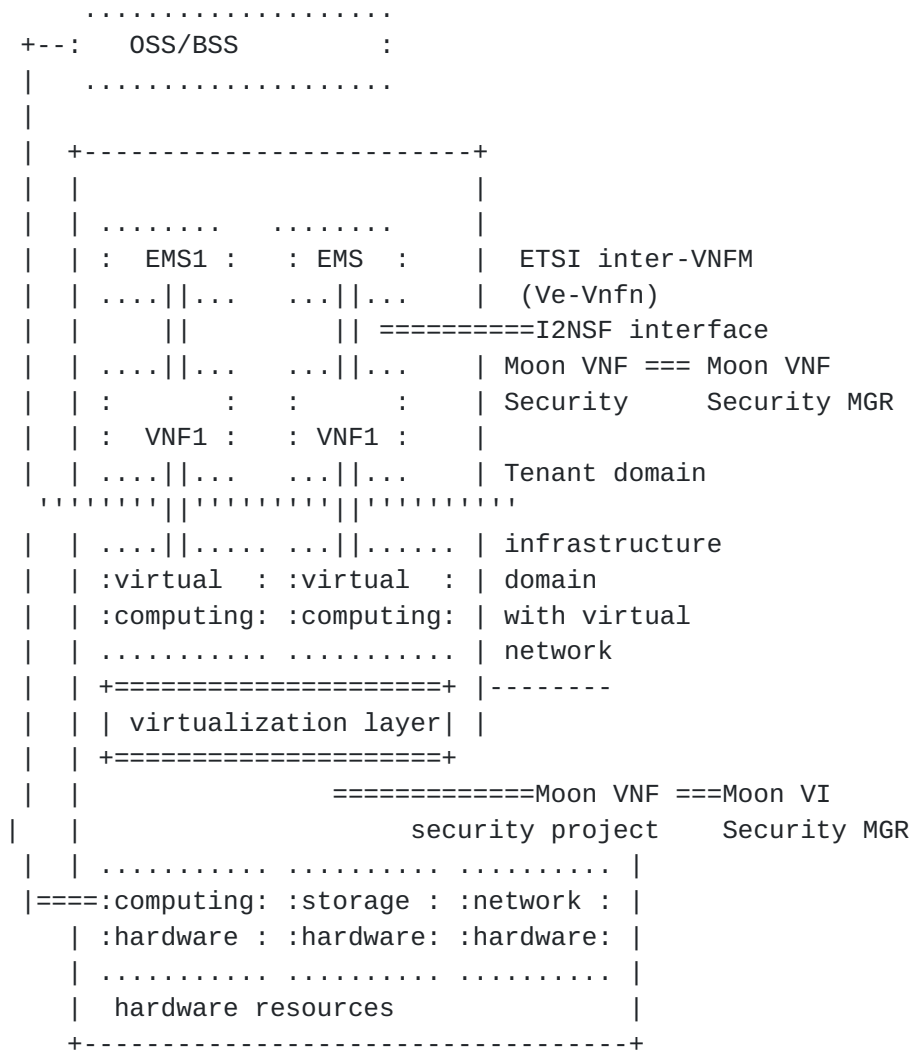 OSS/BSS
EMS1 EMS ETSI inter-VNFM
(Ve-Vnfn)
I2NSF interface
Moon VNF === Moon VNF
Security Security MGR
VNF1 VNF1
Tenant domain
infrastructure
virtual virtual domain
computing computing with virtual
network
virtualization layer
Moon VNF ===Moon VI
security project Security MGR
computing storage network
hardware hardware hardware
hardware resources